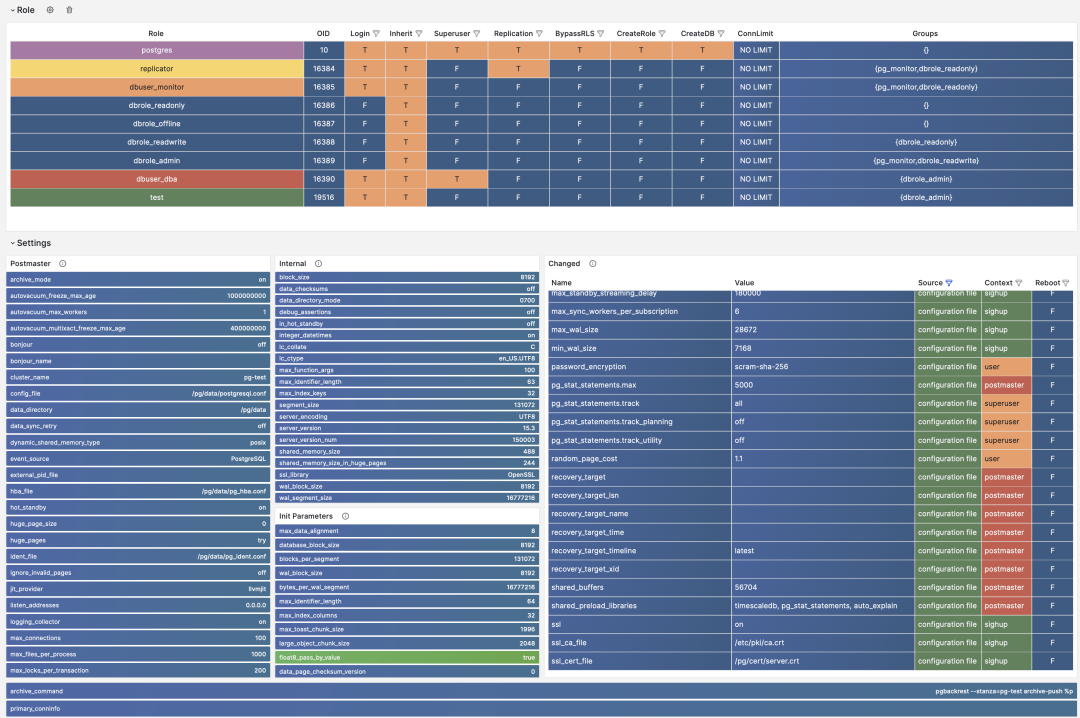 Role
Role OID Login Inherit Superuser Replication BypassRLS CreateRole CreateDB ConnLimit Groups
postgres 10 T T T T T T T NO LIMIT {}
replicator 16384 T T F T F F F NO LIMIT {pg_monitor,dbrole_readonly}
dbuser_monitor 16385 T T F F F F F NO LIMIT {pg_monitor,dbrole_readonly}
dbrole_readonly 16386 F T F F F F F NO LIMIT {}
dbrole_offline 16387 F T F F F F F NO LIMIT {}
dbrole_readwrite 16388 F T F F F F F NO LIMIT {dbrole_readonly}
dbrole_admin 16389 F T F F F F F NO LIMIT {pg_monitor,dbrole_readwrite}
dbuser_dba 16390 T T T F F F F NO LIMIT {dbrole_admin}
test 19516 T T F F F F F NO LIMIT {dbrole_admin}
Settings
Postmaster
archive_mode on
autovacuum_freeze_max_age 1000000000
autovacuum_max_workers 1
autovacuum_multixact_freeze_max_age 400000000
bonjour off
bonjour_name
cluster_name pg-test
config_file /pg/data/postgresql.conf
data_directory /pg/data
data_sync_retry off
dynamic_shared_memory_type posix
event_source PostgreSQL
external_pid_file
hba_file /pg/data/pg_hba.conf
hot_standby on
huge_page_size 0
huge_pages try
ident_file /pg/data/pg_ident.conf
ignore_invalid_pages off
jit_provider llvmjit
listen_addresses 0.0.0.0
logging_collector on
max_connections 100
max_files_per_process 1000
max_locks_per_transaction 200
Internal
block_size 8192
data_checksums off
data_directory_mode 0700
debug_assertions off
in_hot_standby off
integer_datetimes on
lc_collate C
lc_ctype en_US.UTF8
max_function_args 100
max_identifier_length 63
max_index_keys 32
segment_size 131072
server_encoding UTF8
server_version 15.3
server_version_num 150003
shared_memory_size 488
shared_memory_size_in_huge_pages 244
ssl_library OpenSSL
wal_block_size 8192
wal_segment_size 16777216
Init Parameters
max_data_alignment 8
database_block_size 8192
blocks_per_segment 131072
wal_block_size 8192
bytes_per_wal_segment 16777216
max_identifier_length 64
max_index_columns 32
max_toast_chunk_size 1996
large_object_chunk_size 2048
float8_pass_by_value true
data_page_checksum_version 0
Changed
Name Value Source Context Reboot
max_standby_streaming_delay 180000 configuration file sighup F
max_sync_workers_per_subscription 6 configuration file sighup F
max_wal_size 28672 configuration file sighup F
min_wal_size 7168 configuration file sighup F
password_encryption scram-sha-256 configuration file user F
pg_stat_statements.max 5000 configuration file postmaster F
pg_stat_statements.track all configuration file superuser F
pg_stat_statements.track_planning off configuration file superuser F
pg_stat_statements.track_utility off configuration file superuser F
random_page_cost 1.1 configuration file user F
recovery_target configuration file postmaster F
recovery_target_lsn configuration file postmaster F
recovery_target_name configuration file postmaster F
recovery_target_time configuration file postmaster F
recovery_target_timeline latest configuration file postmaster F
recovery_target_xid configuration file postmaster F
shared_buffers 56704 configuration file postmaster F
shared_preload_libraries timescaledb, pg_stat_statements, auto_explain configuration file postmaster F
ssl on configuration file sighup F
ssl_ca_file /etc/pki/ca.crt configuration file sighup F
ssl_cert_file /pg/cert/server.crt configuration file sighup F
archive_command pgbackrest --stanza=pg-test archive-push %p
primary_conninfo